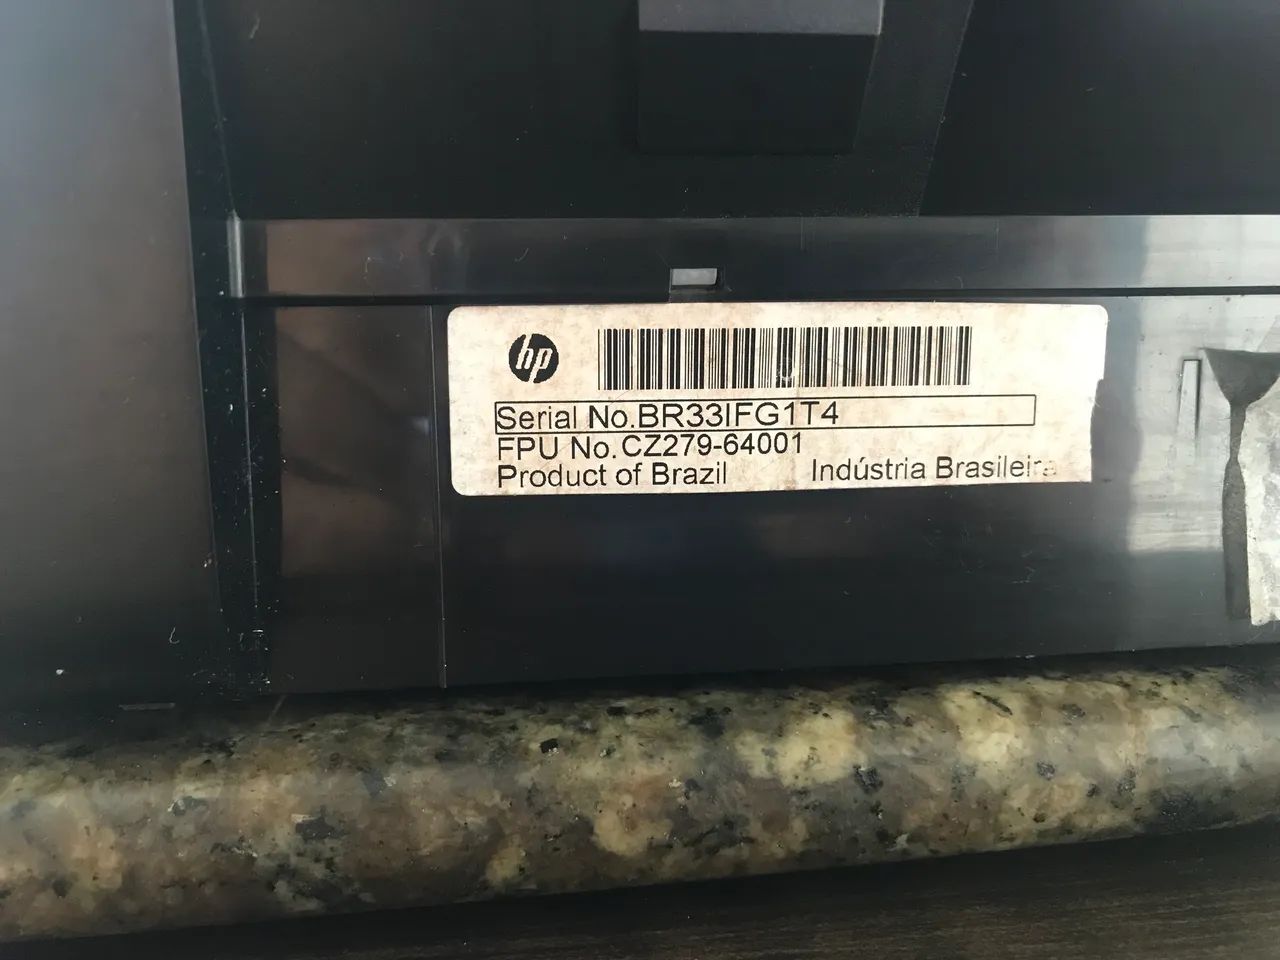 hp
Serial No.BR33IFG1T4
FPU No.CZ279-64001
Product of Brazil Indústria Brasileira